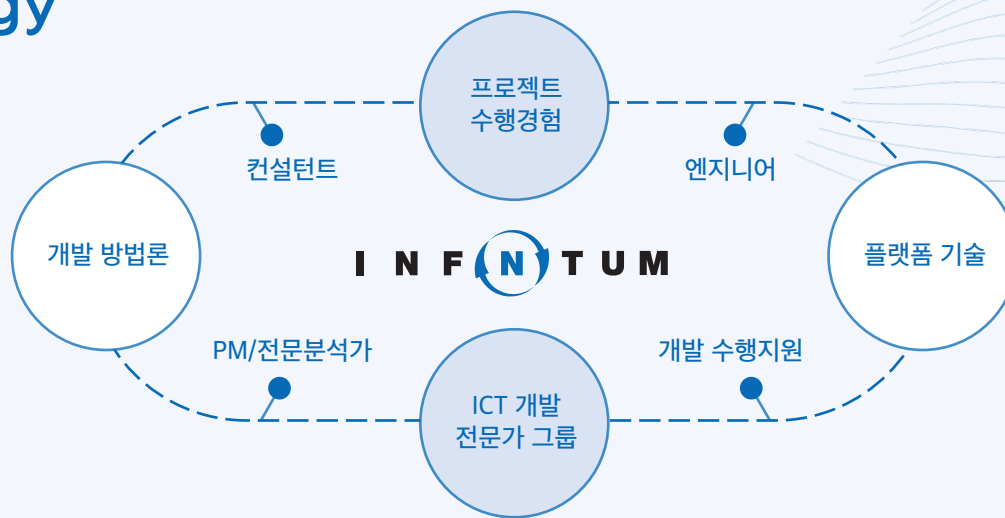 gy
프로젝트
수행경험
컨설턴트
엔지니어
개발 방법론
INFNTUM
플랫폼 기술
PM/전문분석가
개발 수행지원
ICT 개발
전문가 그룹